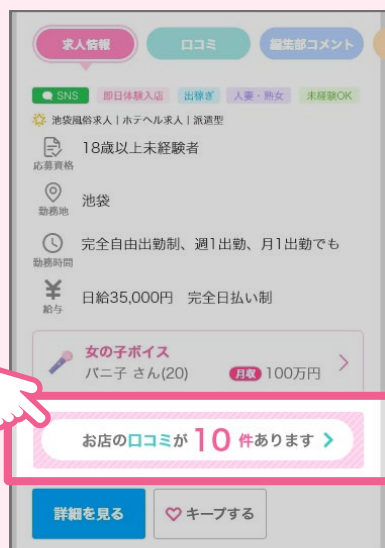 求人情報
口コミ
編集部コメント
SNS 即日体験入店 出稼ぎ 人妻・熟女 未経験OK
池袋風俗求人 | ホテヘル求人 | 派遣型
応募資格 18歳以上未経験者
勤務地 池袋
勤務時間 完全自由出勤制、週1出勤、月1出勤でも
給与 日給35,000円 完全日払い制
女の子ボイス
バニ子 さん(20) 月収 100万円
お店の口コミが 10 件あります
詳細を見る
キープする